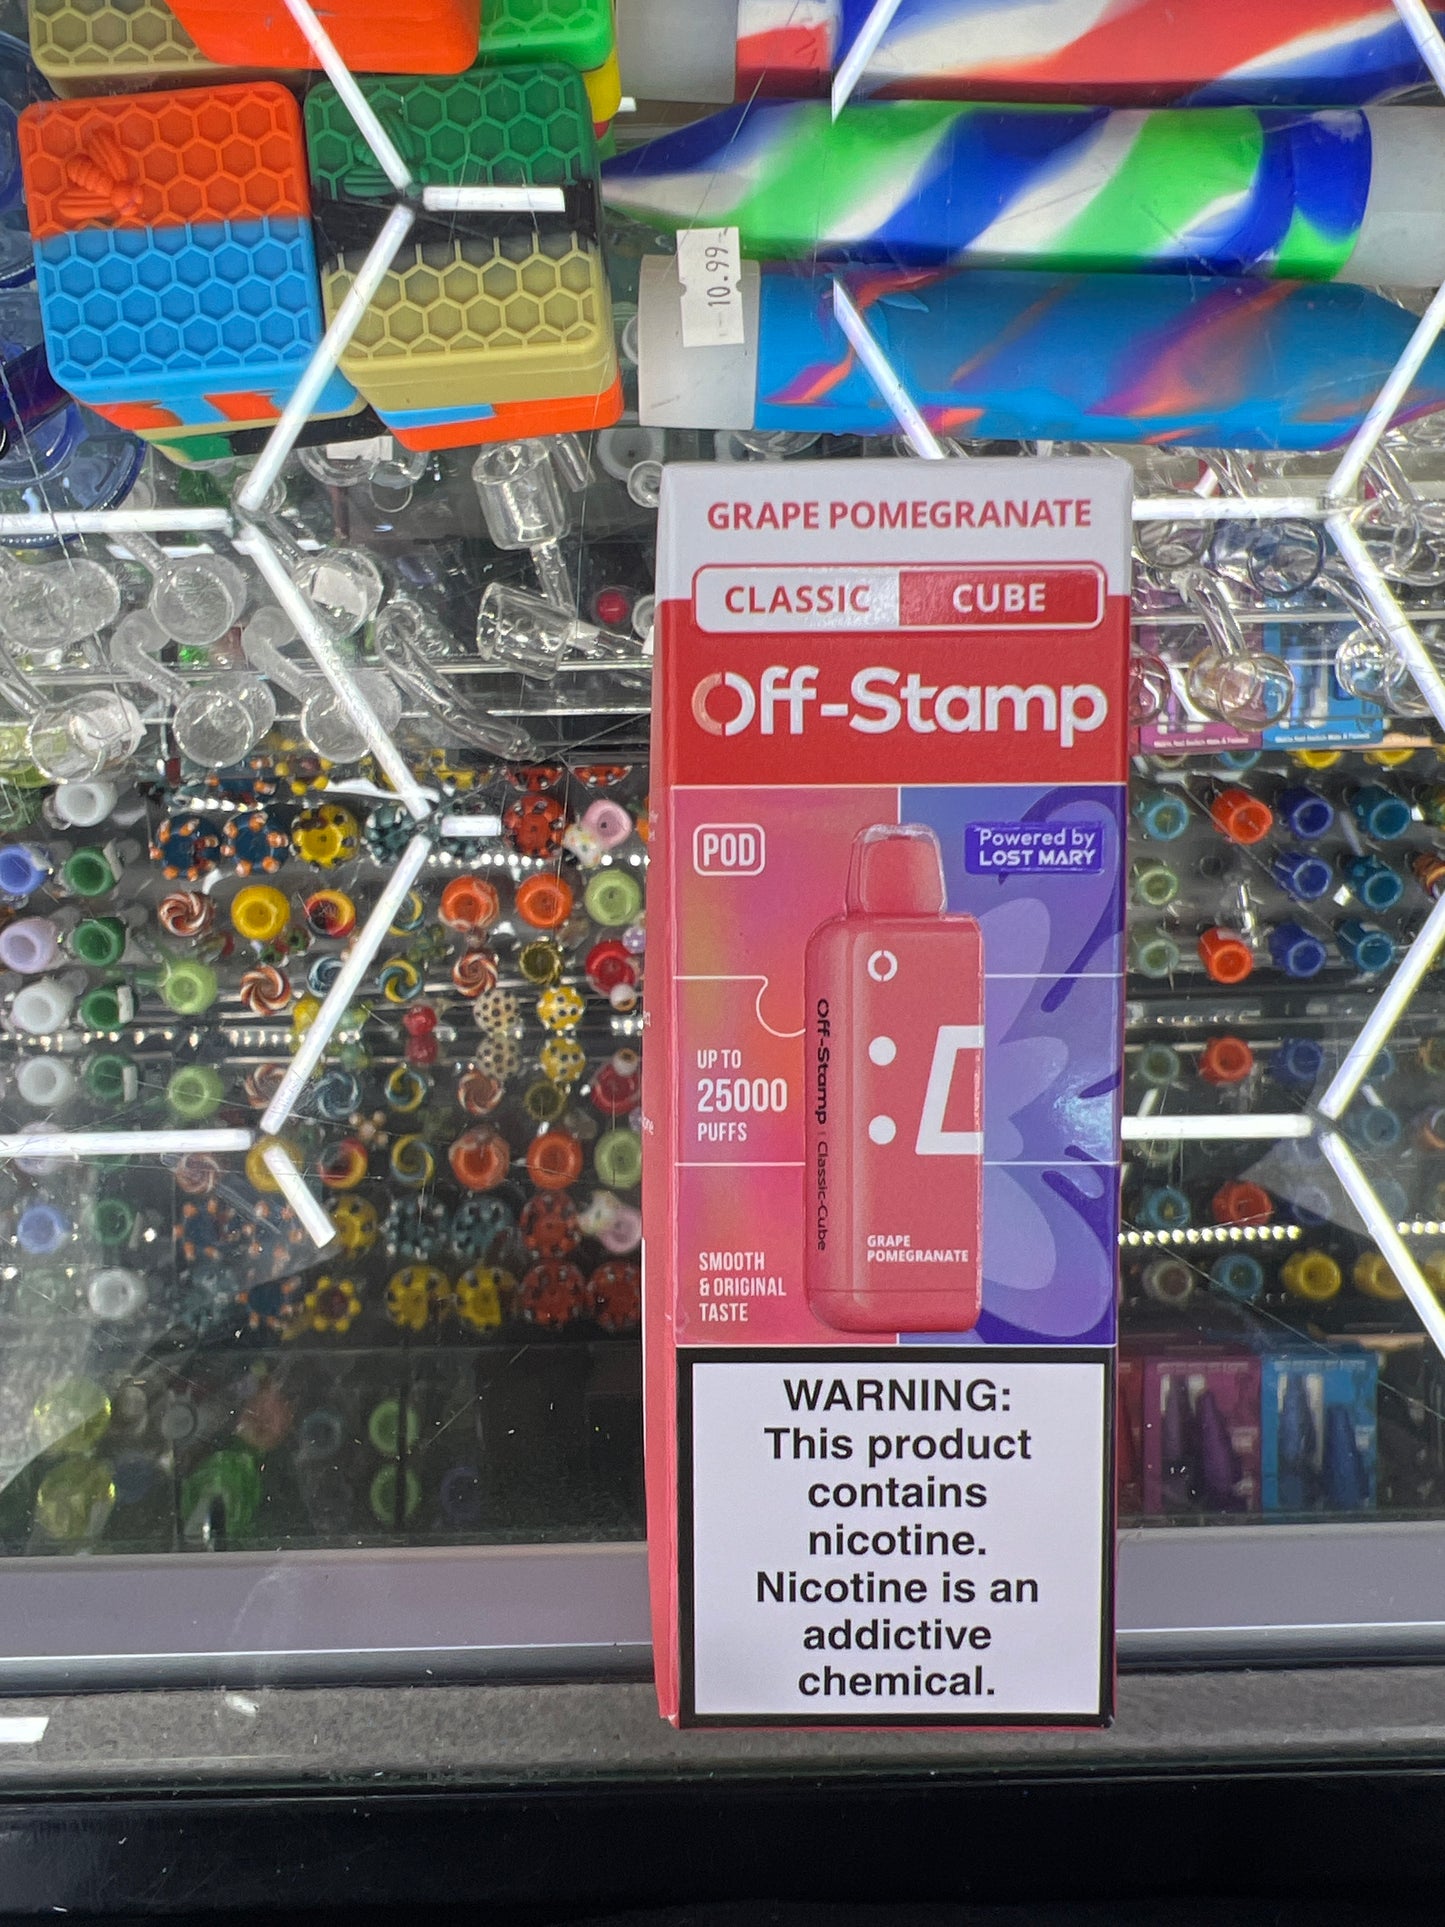 10.99
GRAPE POMEGRANATE
CLASSIC CUBE
Off-Stamp
POD
Powered by
LOST MARY
UP TO
25000
PUFFS
SMOOTH
& ORIGINAL
TASTE
Off-Stamp | Classic-Cube
GRAPE
POMEGRANATE
WARNING:
This product
contains
nicotine.
Nicotine is an
addictive
chemical.